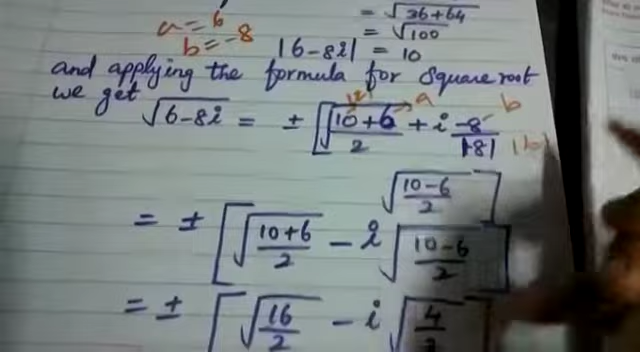 = √36+64
a = 6
= √100
b = -8
|6-8i| = 10
and applying the formula for square root
we get
|z| a b
√6-8i = ± [√10+6/2 + i -8/|-8| |b|
√10-6/2 ]
= ± [√10+6/2 - i √10-6/2 ]
= ± [√16/2 - i √4/2 ]